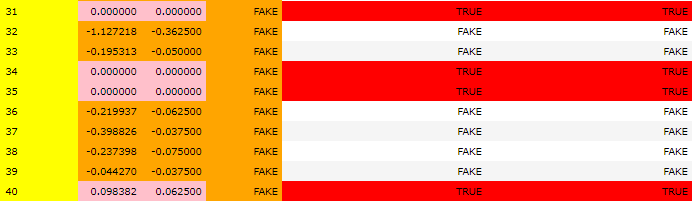 31 0.000000 0.000000 FAKE TRUE TRUE
32 -1.127218 -0.362500 FAKE FAKE FAKE
33 -0.195313 -0.050000 FAKE FAKE FAKE
34 0.000000 0.000000 FAKE TRUE TRUE
35 0.000000 0.000000 FAKE TRUE TRUE
36 -0.219937 -0.062500 FAKE FAKE FAKE
37 -0.398826 -0.037500 FAKE FAKE FAKE
38 -0.237398 -0.075000 FAKE FAKE FAKE
39 -0.044270 -0.037500 FAKE FAKE FAKE
40 0.098382 0.062500 FAKE TRUE TRUE